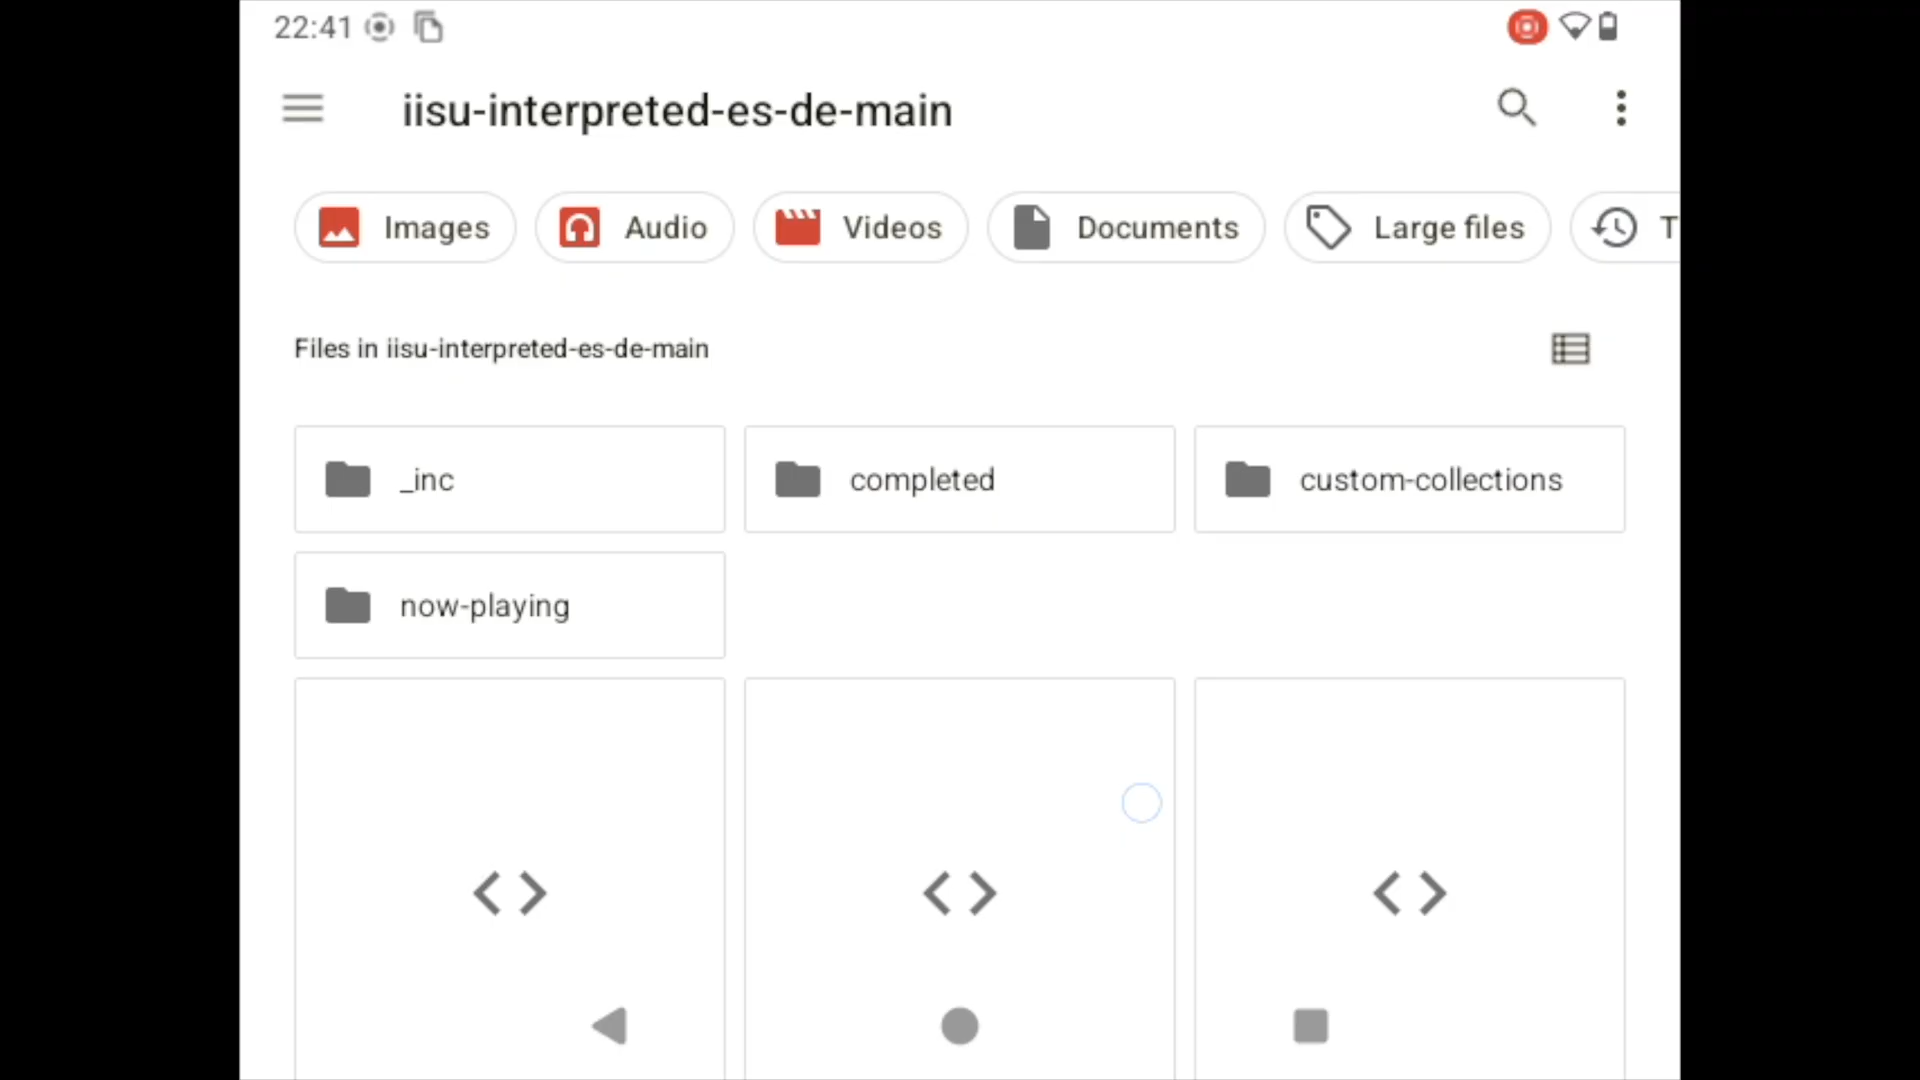 22:41
iisu-interpreted-es-de-main
Images
Audio
Videos
Documents
Large files
T
Files in iisu-interpreted-es-de-main
_inc
completed
custom-collections
now-playing